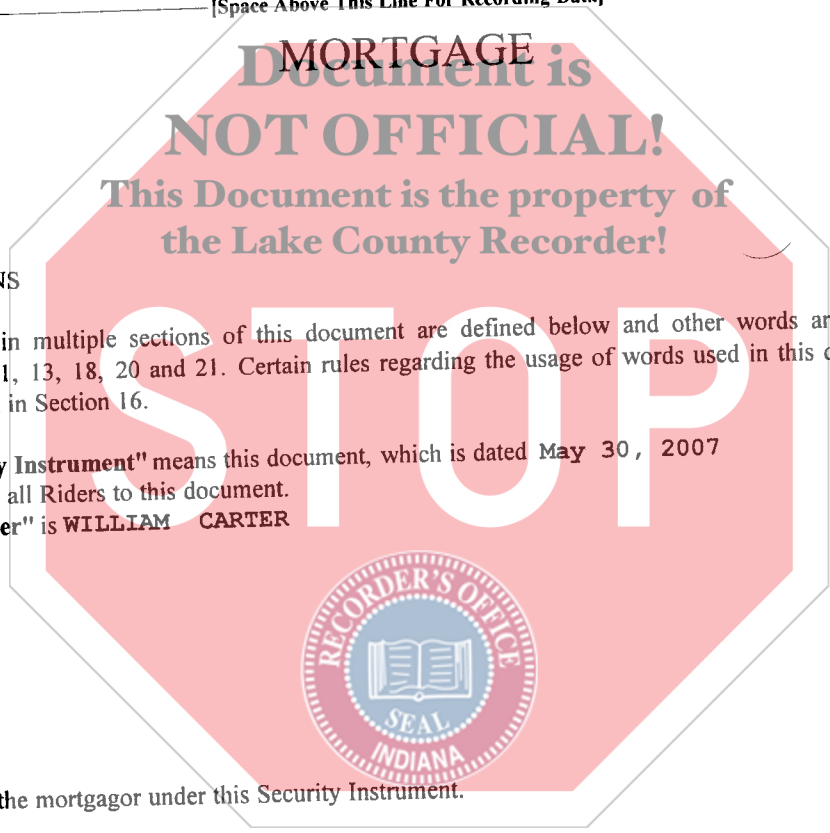 [Space Above This Line For Recording Data]
MORTGAGE
Document is
NOT OFFICIAL!
This Document is the property of
the Lake County Recorder!
NS
in multiple sections of this document are defined below and other words ar
1, 13, 18, 20 and 21. Certain rules regarding the usage of words used in this d
in Section 16.
y Instrument" means this document, which is dated May 30, 2007
all Riders to this document.
er" is WILLIAM CARTER
STOP
RECORDER'S OFFICE
SEAL
INDIANA
the mortgagor under this Security Instrument.